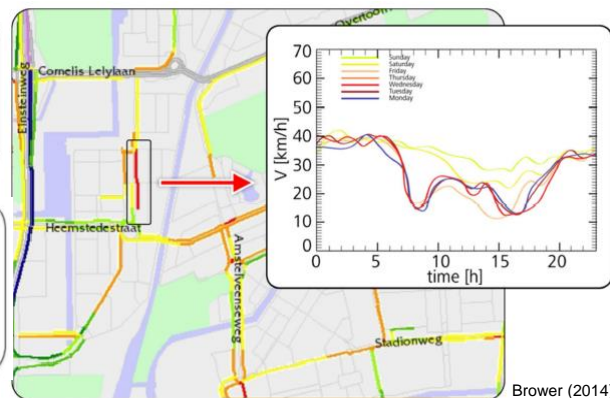 Einsteinweg
Cornelis Lelylaan
Overtoom
Heemstedestraat
Amstelveenseweg
Stadionweg
V [km/h]
70
60
50
40
30
20
10
0
Sunday
Saturday
Friday
Thursday
Wednesday
Tuesday
Monday
0 5 10 15 20
time [h]
Brower (2014)